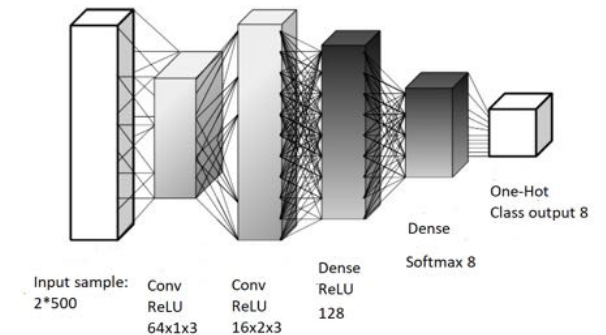 Input sample:
2*500
Conv
ReLU
64x1x3
Conv
ReLU
16x2x3
Dense
ReLU
128
Dense
Softmax 8
One-Hot
Class output 8